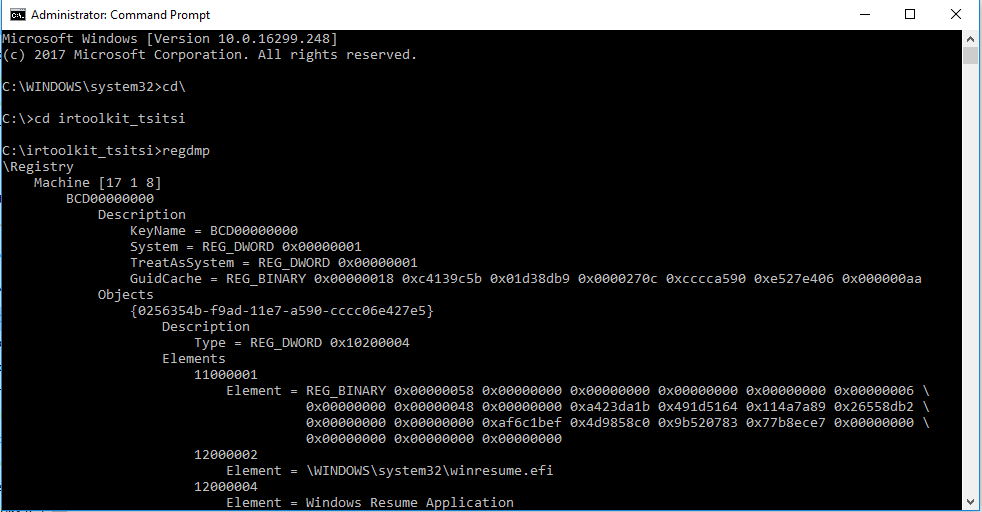 Administrator: Command Prompt
Microsoft Windows [Version 10.0.16299.248]
(c) 2017 Microsoft Corporation. All rights reserved.
C:\WINDOWS\system32>cd\
C:\>cd irtoolkit_tsitsi
C:\irtoolkit_tsitsi>regdmp
\Registry
Machine [17 1 8]
BCD00000000
Description
KeyName = BCD00000000
System = REG_DWORD 0x00000001
TreatAsSystem = REG_DWORD 0x00000001
GuidCache = REG_BINARY 0x00000018 0xc4139c5b 0x01d38db9 0x0000270c 0xcccca590 0xe527e406 0x000000aa
Objects
{0256354b-f9ad-11e7-a590-cccc06e427e5}
Description
Type = REG_DWORD 0x10200004
Elements
11000001
Element = REG_BINARY 0x00000058 0x00000000 0x00000000 0x00000000 0x00000000 0x00000006 \
0x00000000 0x00000048 0x00000000 0xa423da1b 0x491d5164 0x114a7a89 0x26558db2 \
0x00000000 0x00000000 0xaf6c1bef 0x4d9858c0 0x9b520783 0x77b8ece7 0x00000000 \
0x00000000 0x00000000 0x00000000
12000002
Element = \WINDOWS\system32\winresume.efi
12000004
Element = Windows Resume Application